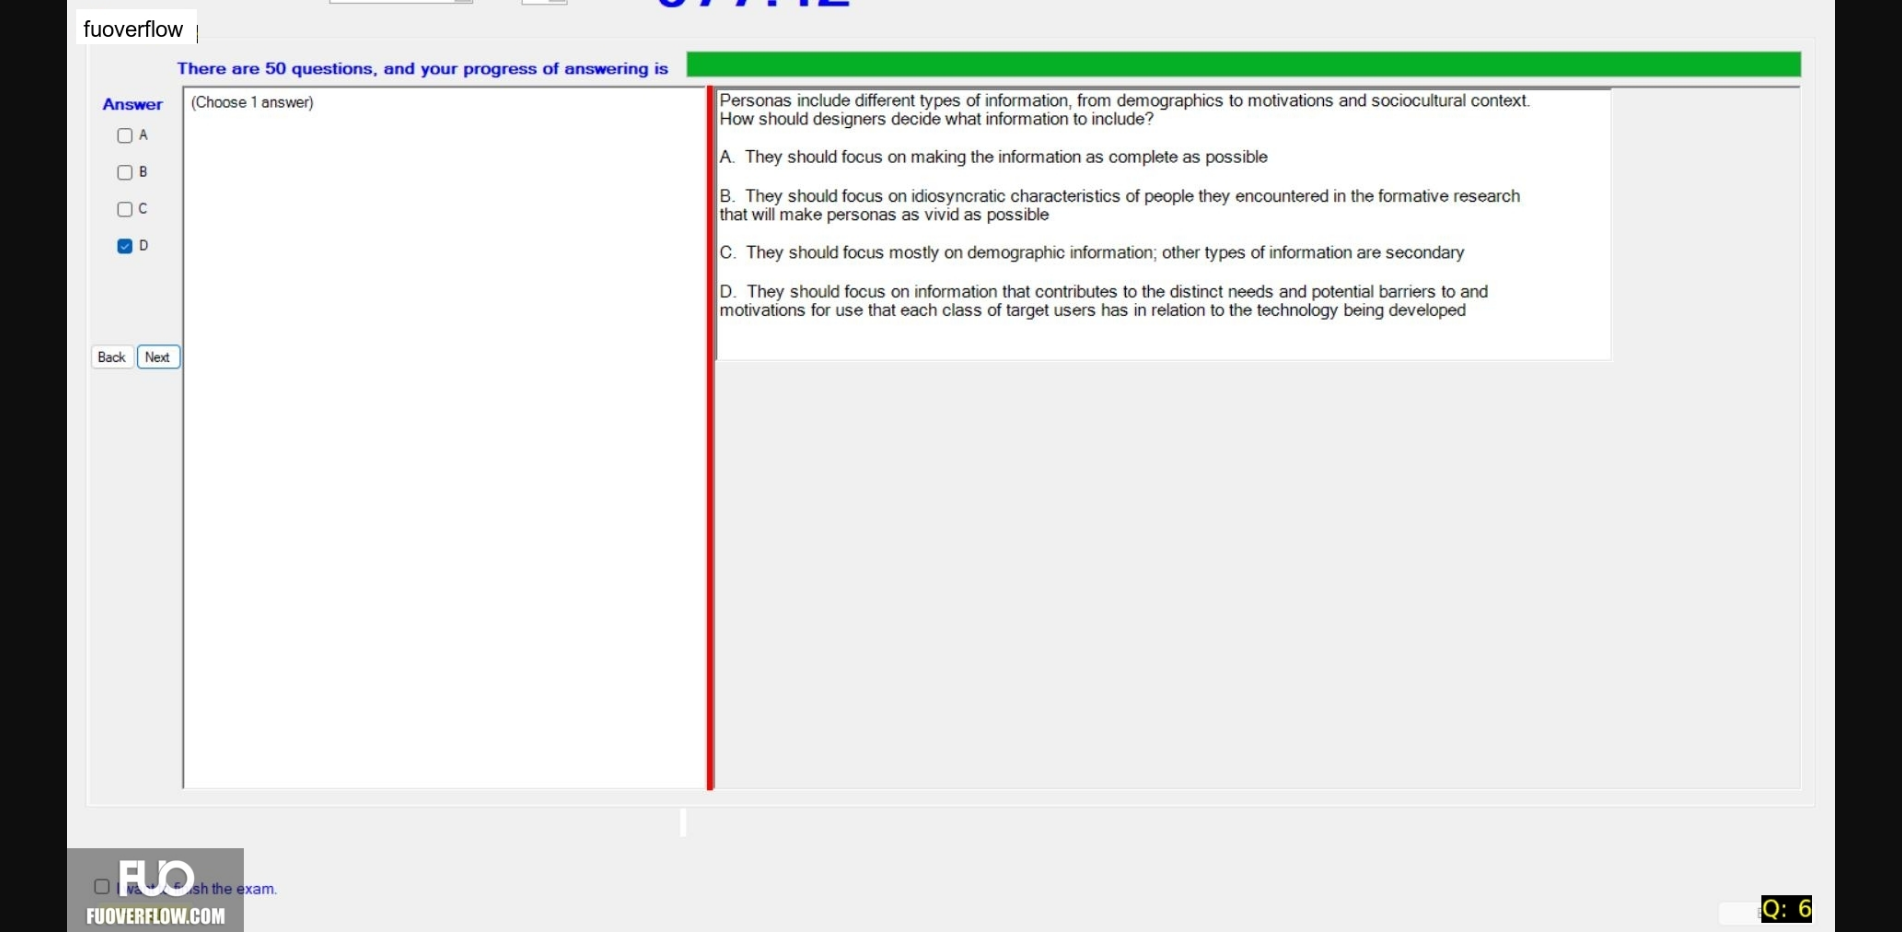 fuoverflow
There are 50 questions, and your progress of answering is
Answer
(Choose 1 answer)
A
B
C
D
Back Next
Personas include different types of information, from demographics to motivations and sociocultural context.
How should designers decide what information to include?
A. They should focus on making the information as complete as possible
B. They should focus on idiosyncratic characteristics of people they encountered in the formative research
that will make personas as vivid as possible
C. They should focus mostly on demographic information; other types of information are secondary
D. They should focus on information that contributes to the distinct needs and potential barriers to and
motivations for use that each class of target users has in relation to the technology being developed
FUO
the exam.
FUOVERFLOW.COM
Q: 6